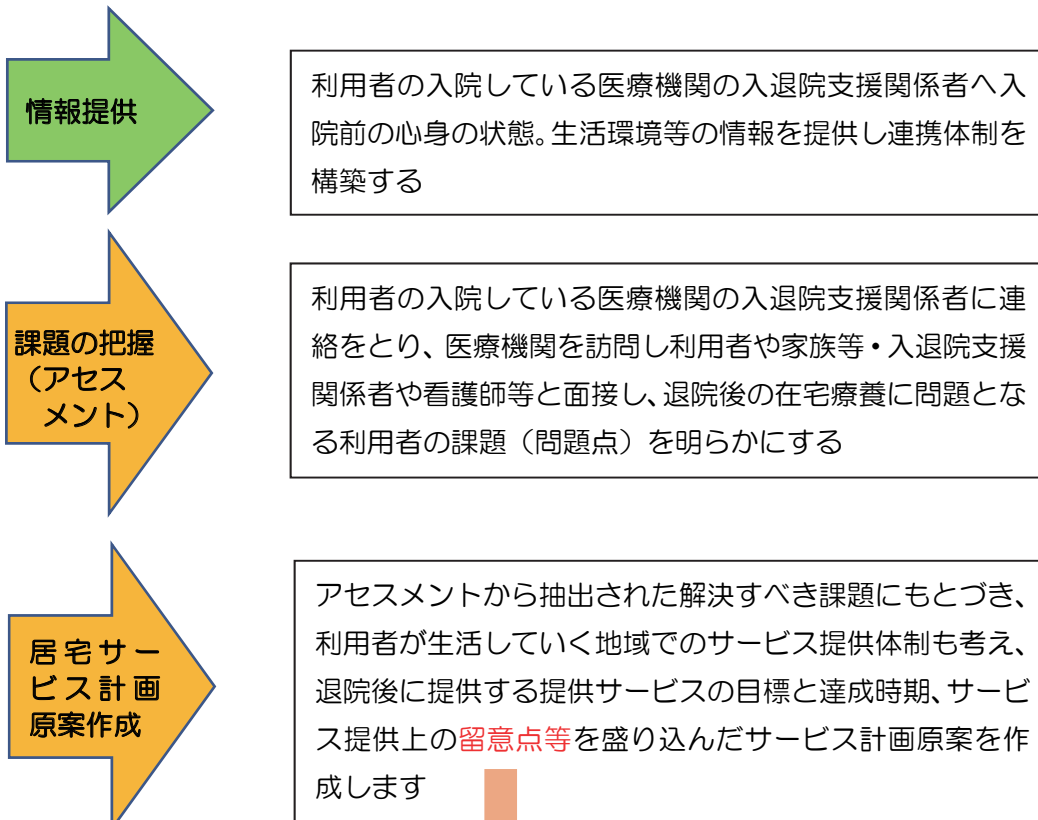 情報提供
利用者の入院している医療機関の入退院支援関係者へ入
院前の心身の状態。生活環境等の情報を提供し連携体制を
構築する
課題の把握
（アセス
メント）
利用者の入院している医療機関の入退院支援関係者に連
絡をとり、医療機関を訪問し利用者や家族等・入退院支援
関係者や看護師等と面接し、退院後の在宅療養に問題とな
る利用者の課題（問題点）を明らかにする
居宅サー
ビス計画
原案作成
アセスメントから抽出された解決すべき課題にもとづき、
利用者が生活していく地域でのサービス提供体制も考え、
退院後に提供する提供サービスの目標と達成時期、サービ
ス提供上の留意点等を盛り込んだサービス計画原案を作
成します